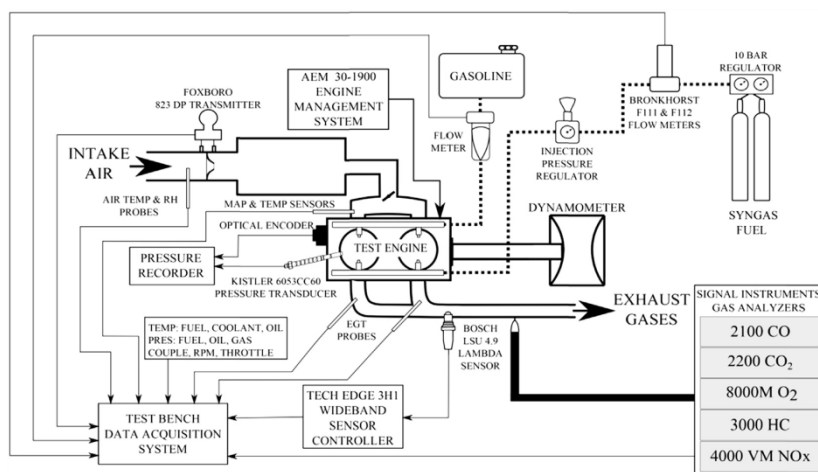 FOXBORO
823 DP TRANSMITTER
AEM 30-1900
ENGINE
MANAGEMENT
SYSTEM
GASOLINE
10 BAR
REGULATOR
BRONKHORST
F111 & F112
FLOW METERS
FLOW
METER
INJECTION
PRESSURE
REGULATOR
INTAKE
AIR
AIR TEMP & RH
PROBES
MAP & TEMP SENSORS
OPTICAL ENCODER
DYNAMOMETER
SYNGAS
FUEL
TEST ENGINE
PRESSURE
RECORDER
KISTLER 6053CC60
PRESSURE TRANSDUCER
EXHAUST
GASES
SIGNAL INSTRUMENTS
GAS ANALYZERS
2100 CO
2200 CO₂
8000M O₂
3000 HC
4000 VM NOx
TEMP: FUEL, COOLANT, OIL
PRES: FUEL, OIL, GAS
COUPLE, RPM, THROTTLE
EGT
PROBES
BOSCH
LSU 4.9
LAMBDA
SENSOR
TECH EDGE 3H1
WIDEBAND
SENSOR
CONTROLLER
TEST BENCH
DATA ACQUISITION
SYSTEM